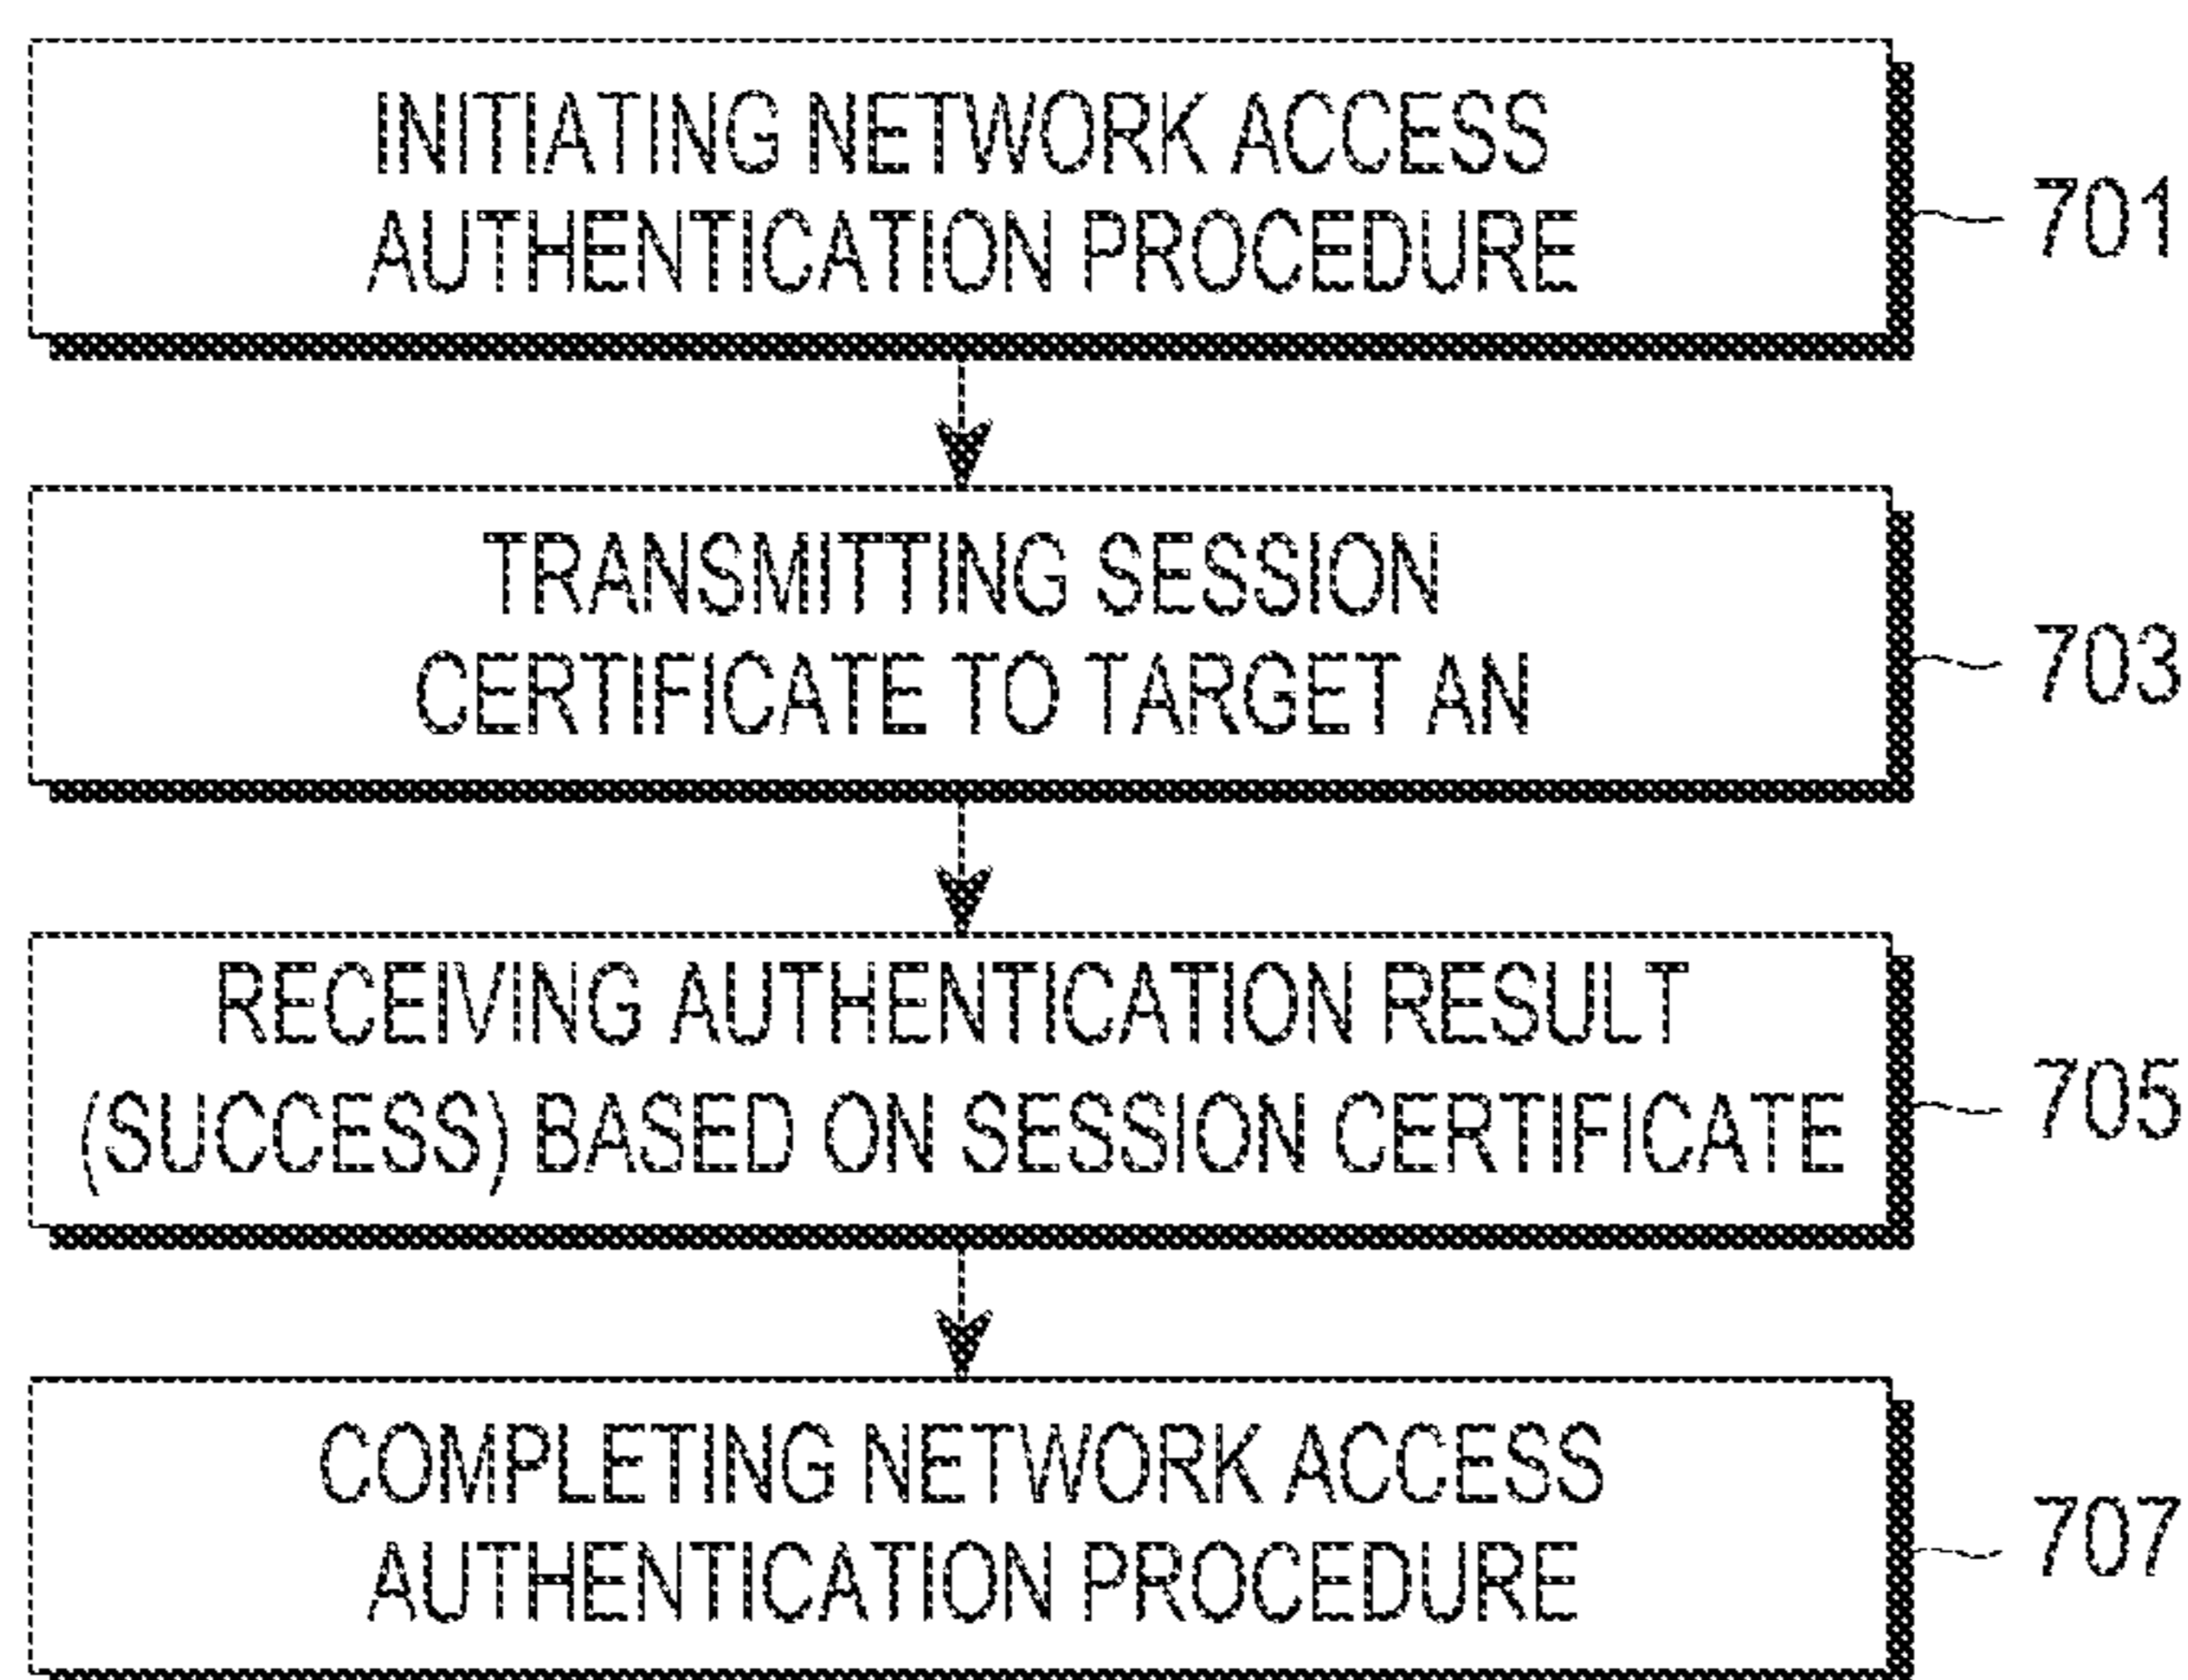 INITIATING NETWORK ACCESS
AUTHENTICATION PROCEDURE
701
TRANSMITTING SESSION
CERTIFICATE TO TARGET AN
703
RECEIVING AUTHENTICATION RESULT
(SUCCESS) BASED ON SESSION CERTIFICATE
705
COMPLETING NETWORK ACCESS
AUTHENTICATION PROCEDURE
707